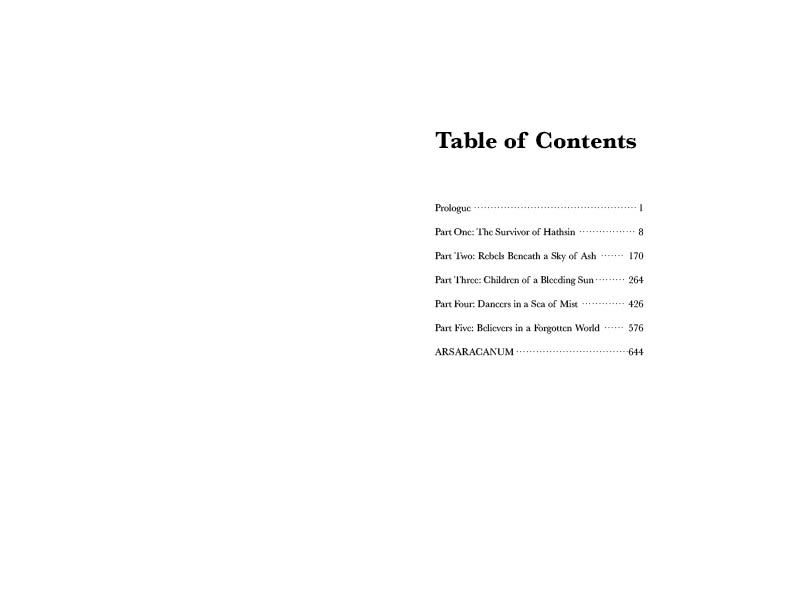 Table of Contents
Prologue ················································· 1
Part One: The Survivor of Hathsin ················· 8
Part Two: Rebels Beneath a Sky of Ash ······· 170
Part Three: Children of a Bleeding Sun ········· 264
Part Four: Dancers in a Sea of Mist ············· 426
Part Five: Believers in a Forgotten World ······ 576
ARSARACANUM ··································644